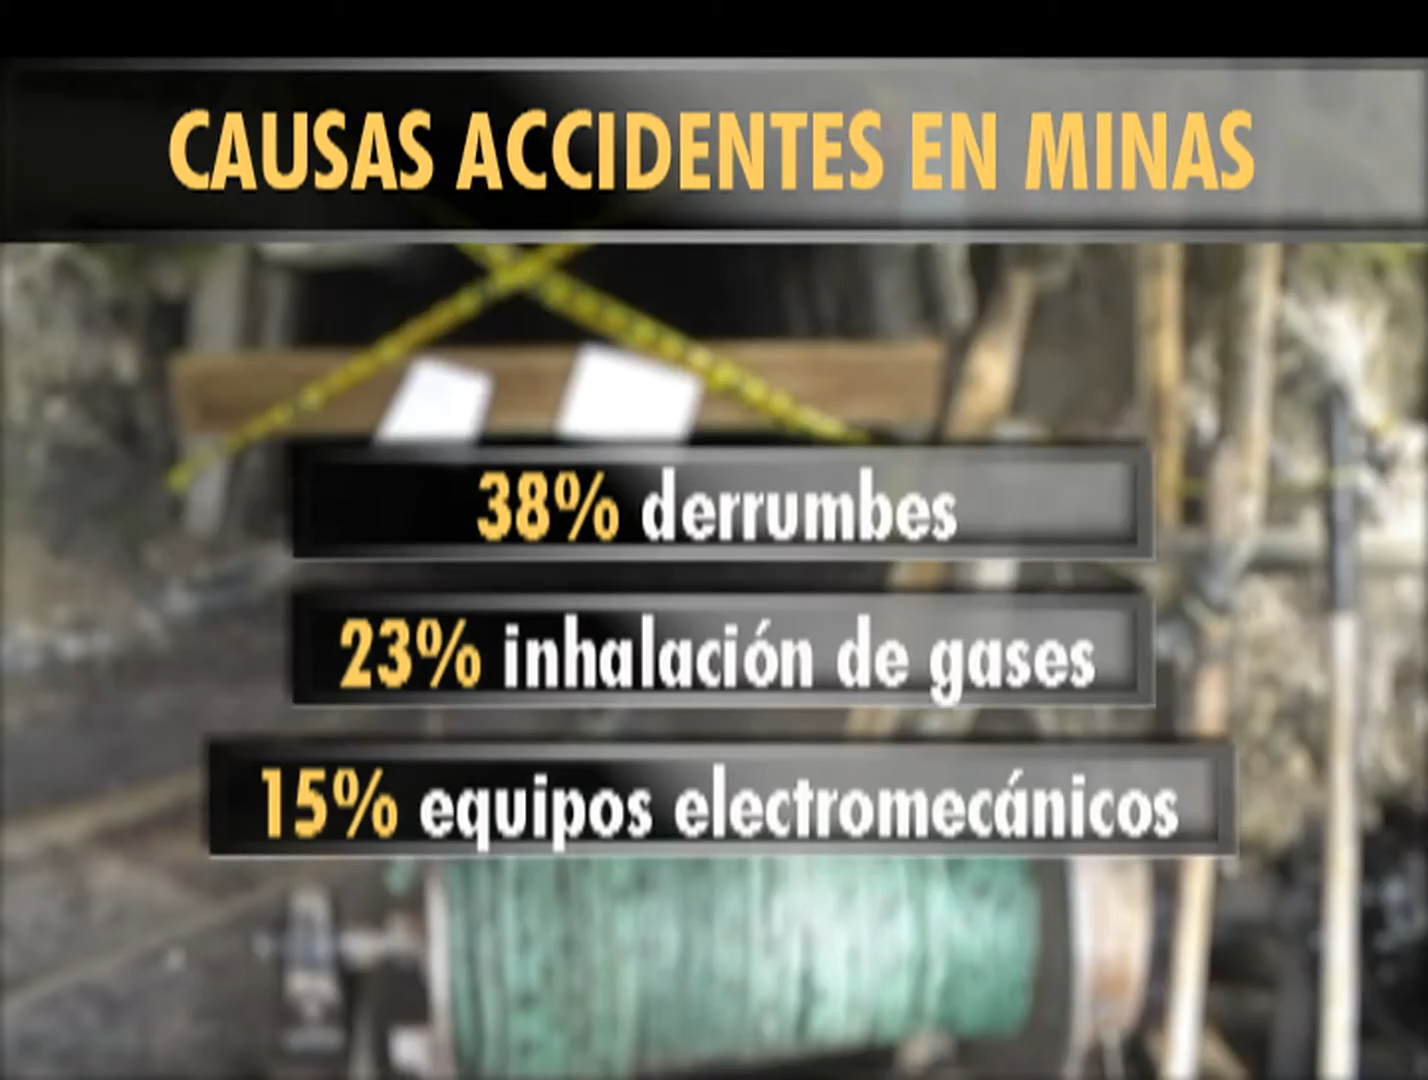 CAUSAS ACCIDENTES EN MINAS
38% derrumbes
23% inhalación de gases
15% equipos electromecánicos